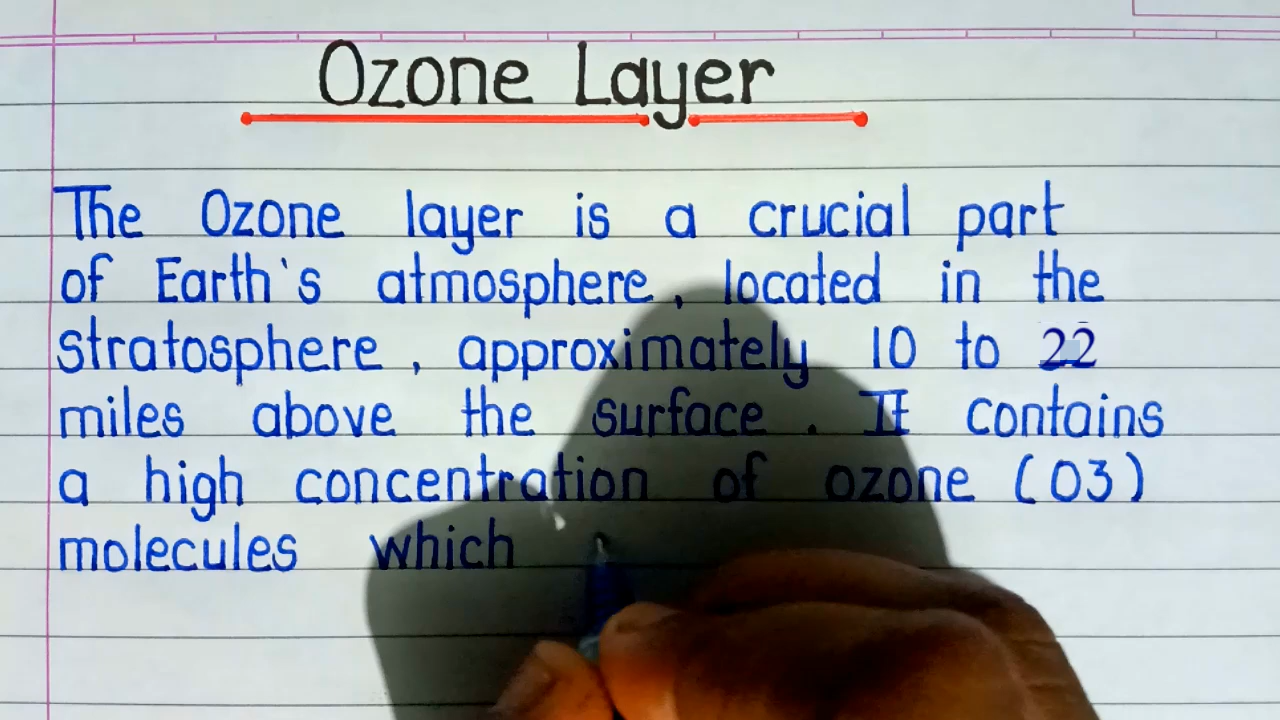 Ozone Layer
The Ozone layer is a crucial part
of Earth's atmosphere, located in the
stratosphere, approximately 10 to 22
miles above the surface. It contains
a high concentration of ozone (O3)
molecules which